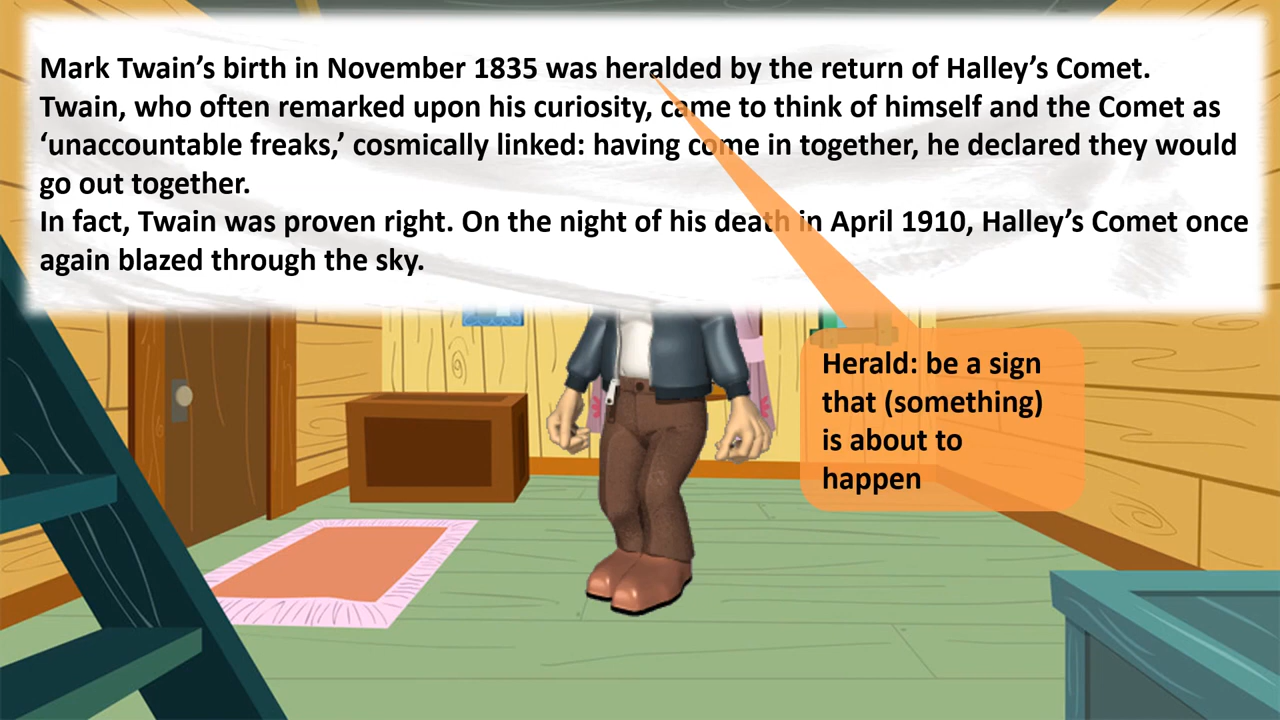 Mark Twain’s birth in November 1835 was heralded by the return of Halley’s Comet.
Twain, who often remarked upon his curiosity, came to think of himself and the Comet as
‘unaccountable freaks,’ cosmically linked: having come in together, he declared they would
go out together.
In fact, Twain was proven right. On the night of his death in April 1910, Halley’s Comet once
again blazed through the sky.
Herald: be a sign
that (something)
is about to
happen